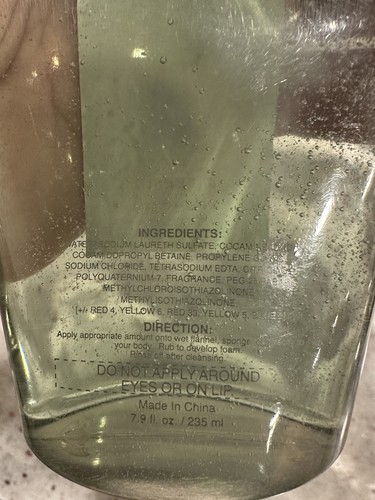 INGREDIENTS:
SODIUM LAURETH SULFATE, COCAM
COCAMIDOPROPYL BETAINE, PROPYLENE
SODIUM CHLORIDE, TETRASODIUM EDTA,
POLYQUATERNIUM-7, FRAGRANCE, PEG
METHYLCHLOROISOTHIAZOLINONE
METHYLISOTHIAZOLINONE
(+/- RED 4, YELLOW 6, RED 33, YELLOW 5,
DIRECTION:
Apply appropriate amount onto wet flannel, sponge
your body. Rub to develop foam.
Rinse off after cleansing.
DO NOT APPLY AROUND
EYES OR ON LIP
Made In China
7.9 fl. oz. / 235 ml